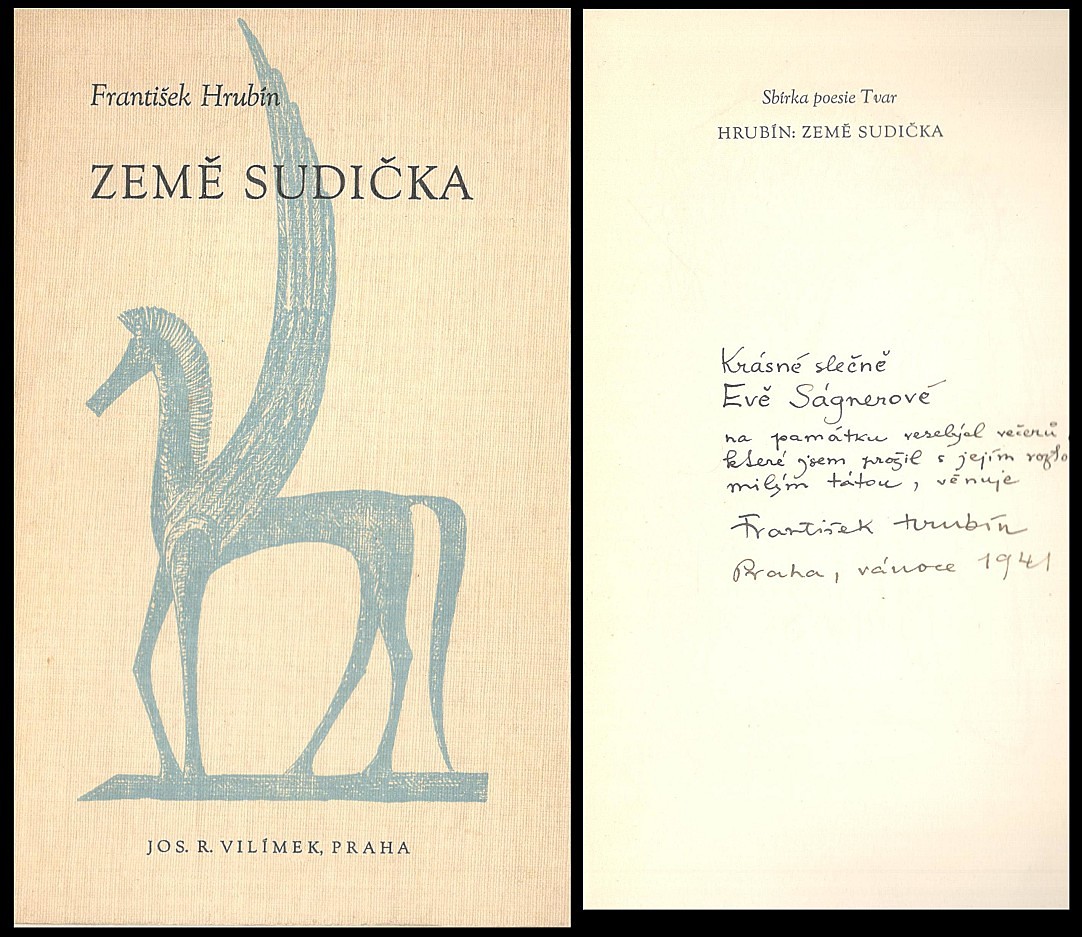 František Hrubín
ZEMĚ SUDIČKA
JOS. R. VILÍMEK, PRAHA
Sbírka poesie Tvar
HRUBÍN: ZEMĚ SUDIČKA
Krásné slečně
Evě Ságnerové
na památku veselých večerů
které jsem prožil s jejím rozto
milým tátou, věnuje
František Hrubín
Praha, vánoce 1941